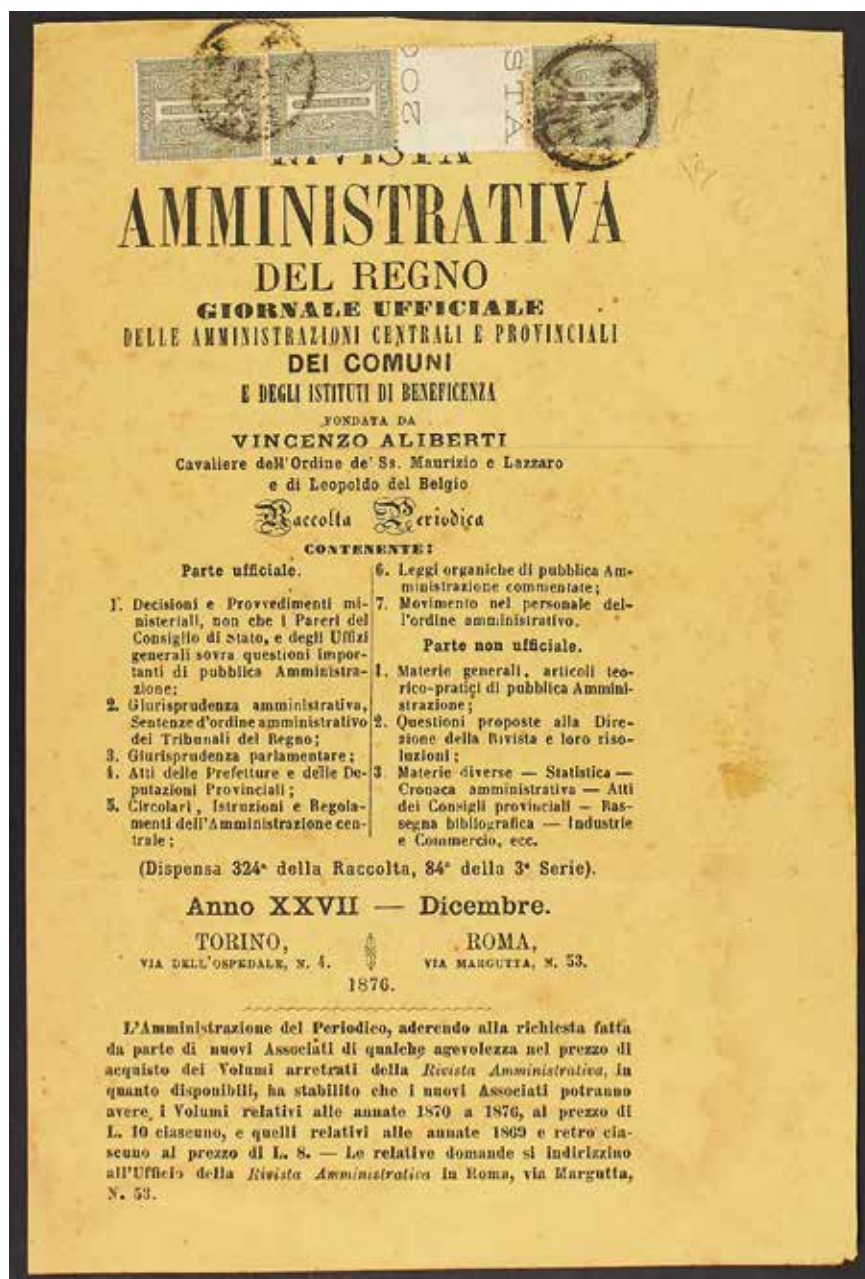 200
STA
RIVISTA
AMMINISTRATIVA
DEL REGNO
GIORNALE UFFICIALE
DELLE AMMINISTRAZIONI CENTRALI E PROVINCIALI
DEI COMUNI
E DEGLI ISTITUTI DI BENEFICENZA
FONDATA DA
VINCENZO ALIBERTI
Cavaliere dell'Ordine de' Ss. Maurizio e Lazzaro
e di Leopoldo del Belgio
Raccolta Periodica
CONTENENTE:
Parte ufficiale.
1. Decisioni e Provvedimenti mi-
nisteriali, non che i Pareri del
Consiglio di Stato, e degli Uffizi
generali sovra questioni impor-
tanti di pubblica Amministra-
zione;
2. Giurisprudenza amministrativa,
Sentenze d'ordine amministrativo
dei Tribunali del Regno;
3. Giurisprudenza parlamentare;
4. Atti delle Prefetture e delle De-
putazioni Provinciali;
5. Circolari, Istruzioni e Regola-
menti dell'Amministrazione cen-
trale;
6. Leggi organiche di pubblica Am-
ministrazione commentate;
7. Movimento nel personale del-
l'ordine amministrativo.
Parte non ufficiale.
1. Materie generali, articoli teo-
rico-pratici di pubblica Ammini-
strazione;
2. Questioni proposte alla Dire-
zione della Rivista e loro riso-
luzioni;
3 Materie diverse — Statistica —
Cronaca amministrativa — Atti
dei Consigli provinciali — Ras-
segna bibliografica — Industrie
e Commercio, ecc.
(Dispensa 324ª della Raccolta, 84ª della 3ª Serie).
Anno XXVII — Dicembre.
TORINO,
VIA DELL'OSPEDALE, N. 4.
ROMA,
VIA MARGUTTA, N. 53.
1876.
L'Amministrazione del Periodico, aderendo alla richiesta fatta
da parte di nuovi Associati di qualche agevolezza nel prezzo di
acquisto dei Volumi arretrati della Rivista Amministrativa, in
quanto disponibili, ha stabilito che i nuovi Associati potranno
avere i Volumi relativi alle annate 1870 a 1876, al prezzo di
L. 10 ciascuno, e quelli relativi alle annate 1869 e retro cia-
scuno al prezzo di L. 8. — Le relative domande si indirizzino
all'Ufficio della Rivista Amministrativa in Roma, via Margutta,
N. 53.